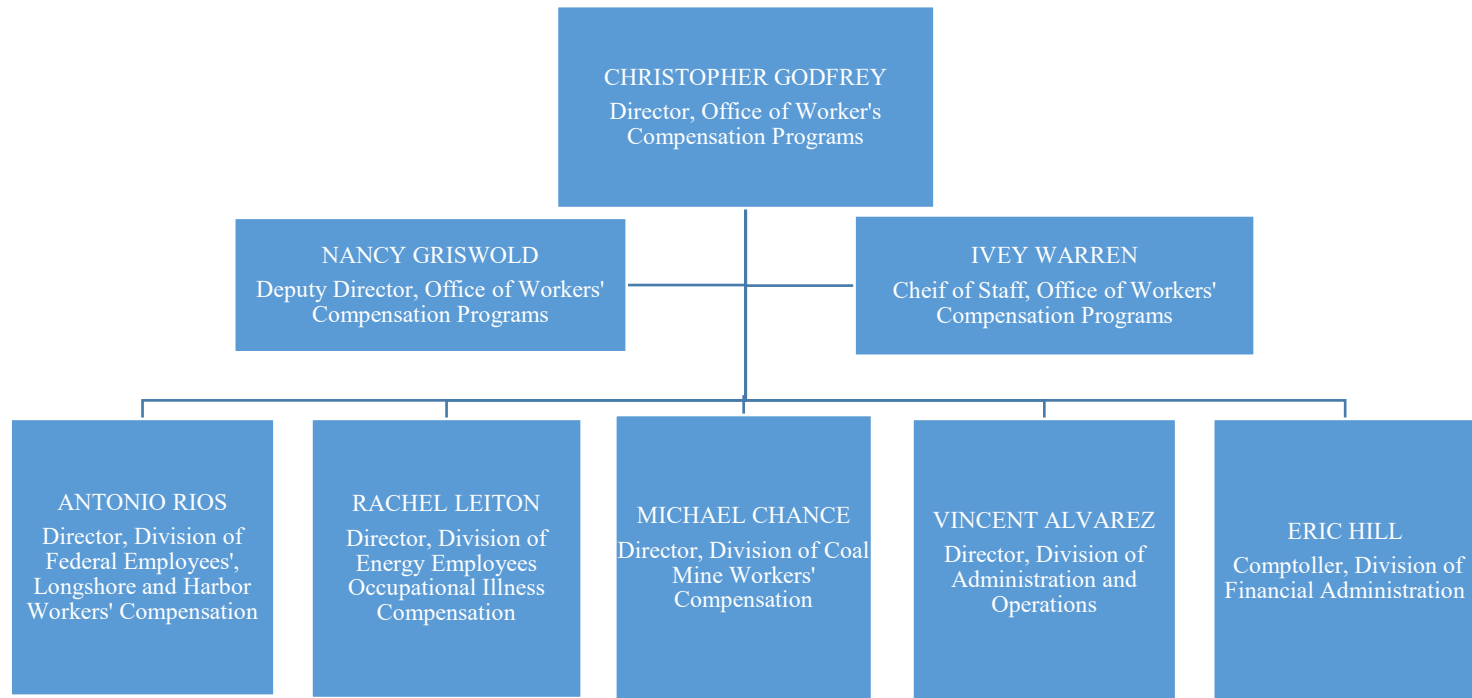 CHRISTOPHER GODFREY
Director, Office of Worker's
Compensation Programs
NANCY GRISWOLD
Deputy Director, Office of Workers'
Compensation Programs
IVEY WARREN
Cheif of Staff, Office of Workers'
Compensation Programs
ANTONIO RIOS
Director, Division of
Federal Employees',
Longshore and Harbor
Workers' Compensation
RACHEL LEITON
Director, Division of
Energy Employees
Occupational Illness
Compensation
MICHAEL CHANCE
Director, Division of Coal
Mine Workers'
Compensation
VINCENT ALVAREZ
Director, Division of
Administration and
Operations
ERIC HILL
Comptoller, Division of
Financial Administration